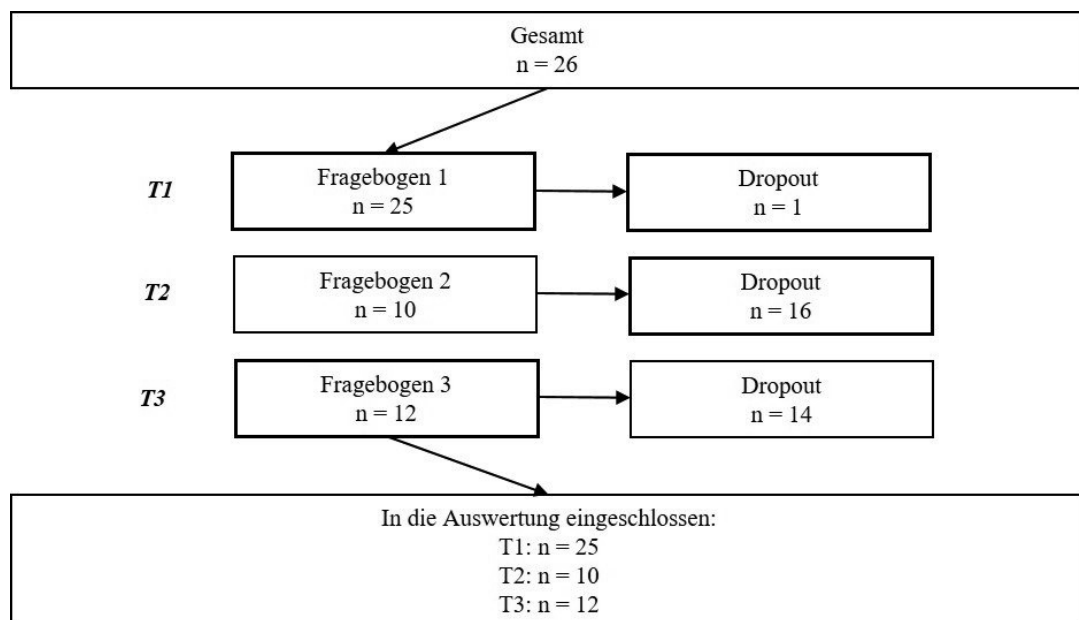 Gesamt
n = 26
T1
Fragebogen 1
n = 25
Dropout
n = 1
T2
Fragebogen 2
n = 10
Dropout
n = 16
T3
Fragebogen 3
n = 12
Dropout
n = 14
In die Auswertung eingeschlossen:
T1: n = 25
T2: n = 10
T3: n = 12